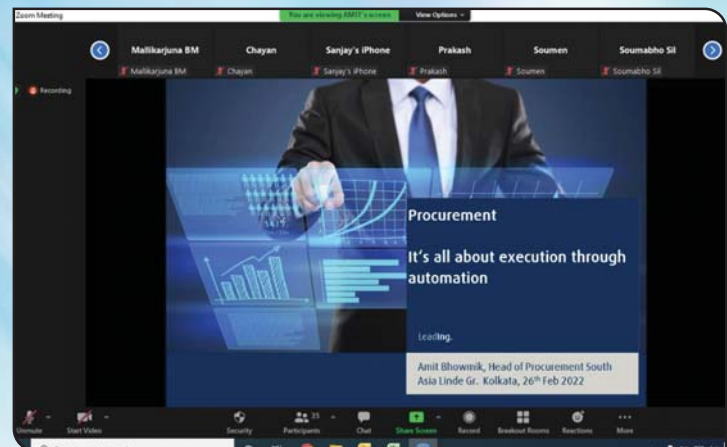 Zoom Meeting
You are viewing AMIT's screen
View Options
Mallikarjuna BM
Chayan
Sanjay's iPhone
Prakash
Soumen
Soumabho Sil
Mallikarjuna BM
Chayan
Sanjay's iPhone
Prakash
Soumen
Soumabho Sil
Recording
Procurement
It's all about execution through
automation
Leading.
Amit Bhowmik, Head of Procurement South
Asia Linde Gr. Kolkata, 26th Feb 2022
Unmute
Start Video
Security
Participants
35
Chat
Share Screen
Record
Breakout Rooms
Reactions
More